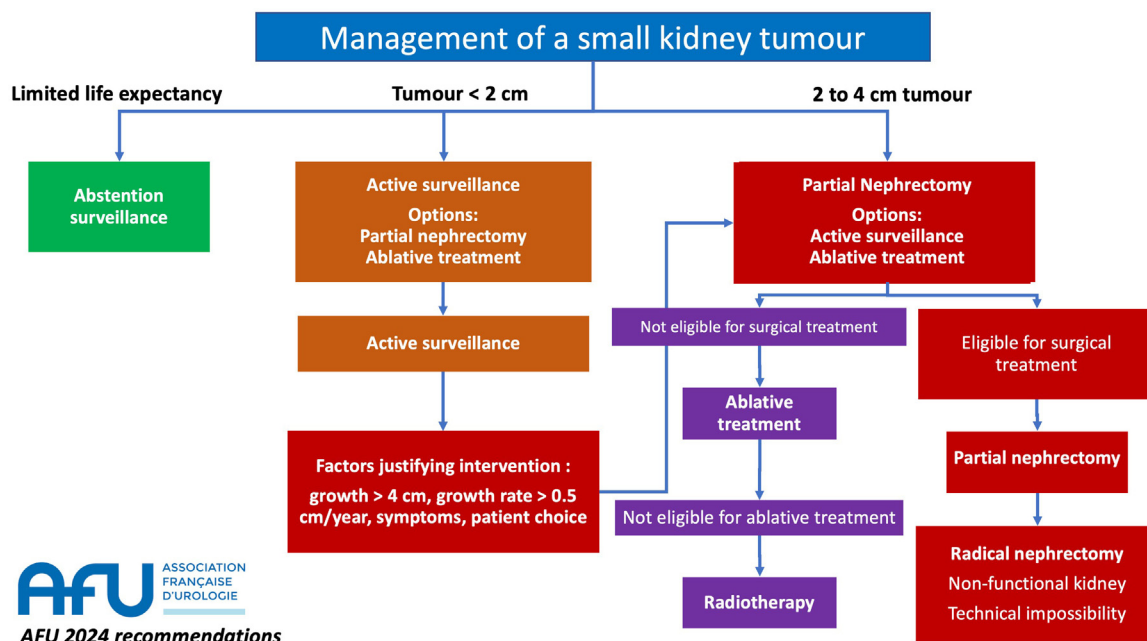 Management of a small kidney tumour
Limited life expectancy
Tumour < 2 cm
2 to 4 cm tumour
Abstention
surveillance
Active surveillance
Options:
Partial nephrectomy
Ablative treatment
Partial Nephrectomy
Options:
Active surveillance
Ablative treatment
Active surveillance
Not eligible for surgical treatment
Eligible for surgical
treatment
Ablative
treatment
Factors justifying intervention :
growth > 4 cm, growth rate > 0.5
cm/year, symptoms, patient choice
Partial nephrectomy
Not eligible for ablative treatment
Radiotherapy
Radical nephrectomy
Non-functional kidney
Technical impossibility
AFU
ASSOCIATION
FRANÇAISE
D'UROLOGIE
AFU 2024 recommendations